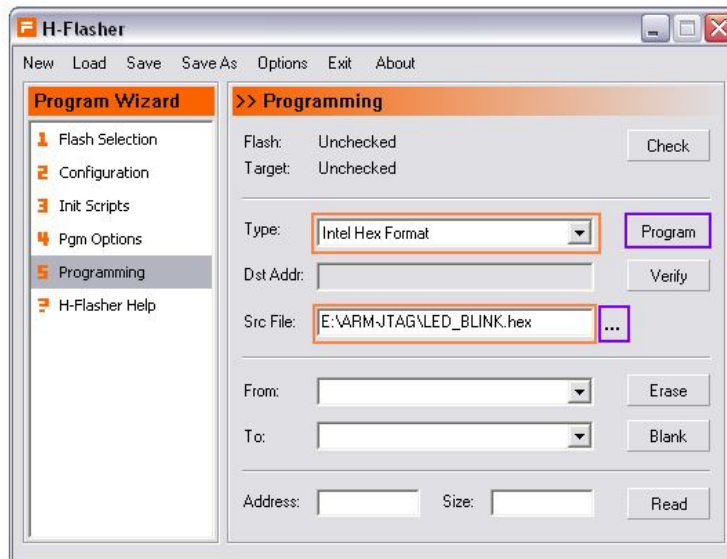 H-Flasher
New Load Save Save As Options Exit About
Program Wizard
1 Flash Selection
2 Configuration
3 Init Scripts
4 Pgm Options
5 Programming
? H-Flasher Help
>> Programming
Flash: Unchecked
Check
Target: Unchecked
Type: Intel Hex Format
Program
Dst Addr:
Verify
Src File: E:\ARM-JTAG\LED_BLINK.hex ...
From:
Erase
To:
Blank
Address: Size: Read